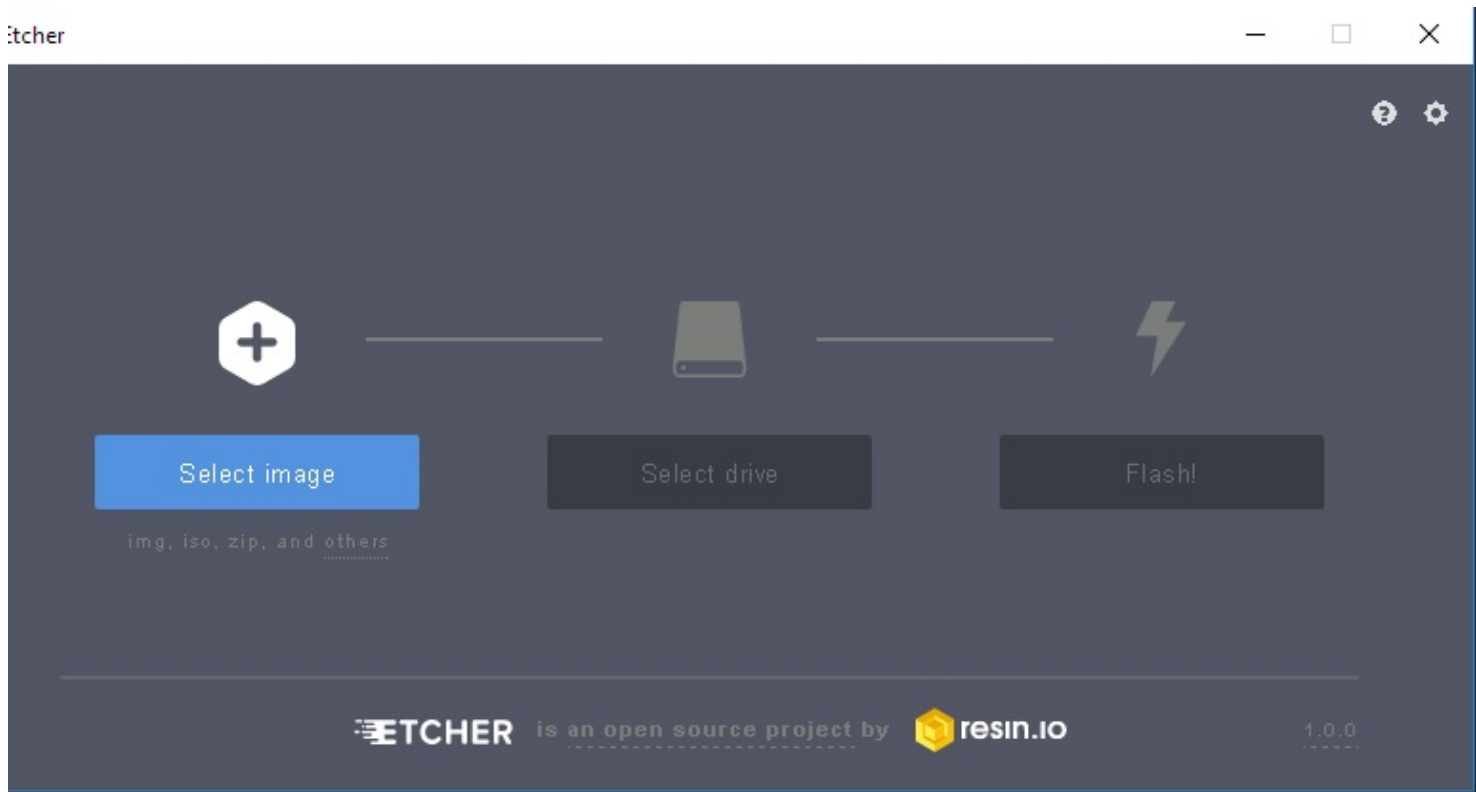 Etcher
Select image
Select drive
Flash!
img, iso, zip, and others
ETCHER is an open source project by resin.io
1.0.0